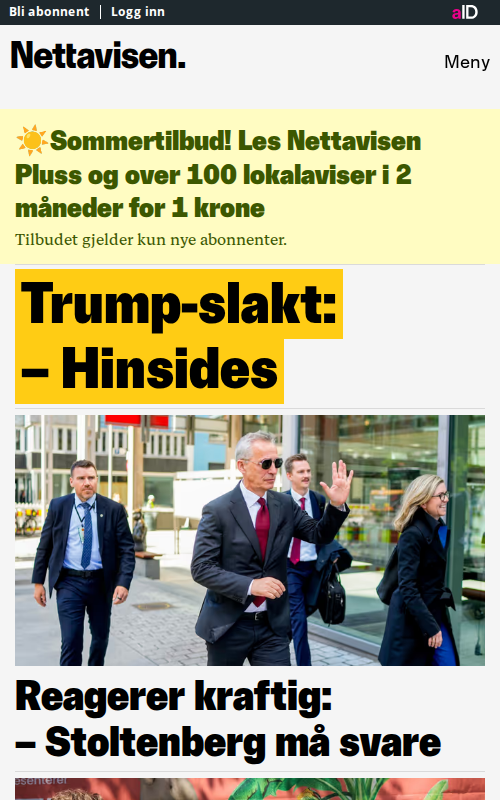 Bli abonnent
Logg inn
aID
Nettavisen.
Meny
Sommertilbud! Les Nettavisen
Pluss og over 100 lokalaviser i 2
måneder for 1 krone
Tilbudet gjelder kun nye abonnenter.
Trump-slakt:
– Hinsides
Reagerer kraftig:
– Stoltenberg må svare